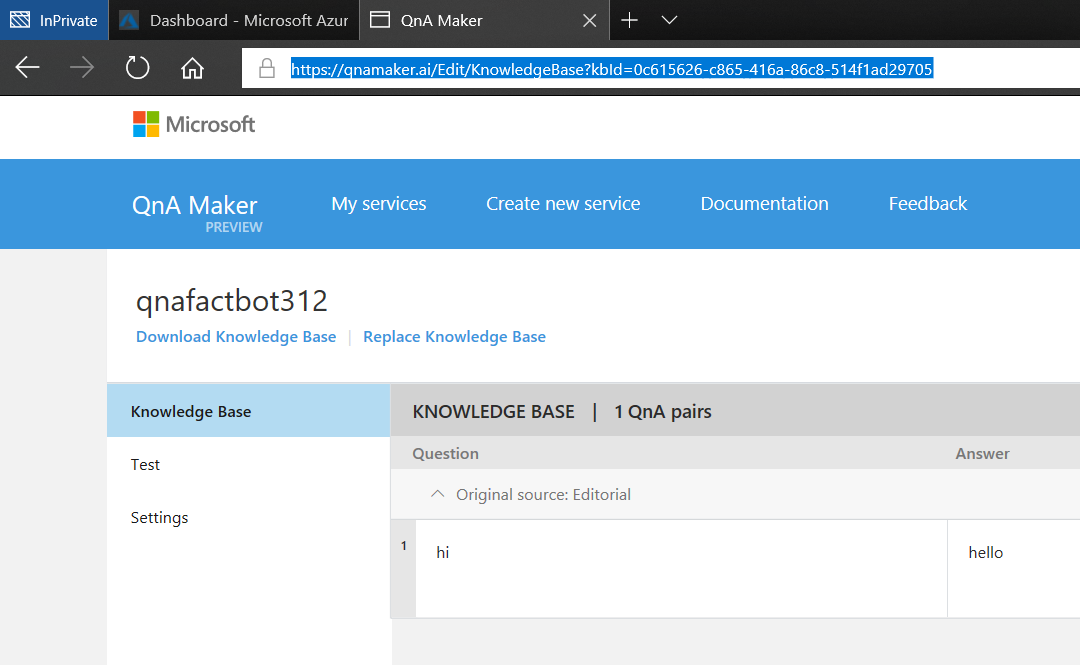 InPrivate Dashboard - Microsoft Azur QnA Maker
https://qnamaker.ai/Edit/KnowledgeBase?kbId=0c615626-c865-416a-86c8-514f1ad29705
Microsoft
QnA Maker My services Create new service Documentation Feedback
PREVIEW
qnafactbot312
Download Knowledge Base | Replace Knowledge Base
Knowledge Base KNOWLEDGE BASE | 1 QnA pairs
Question Answer
Test
Original source: Editorial
Settings
1 hi hello